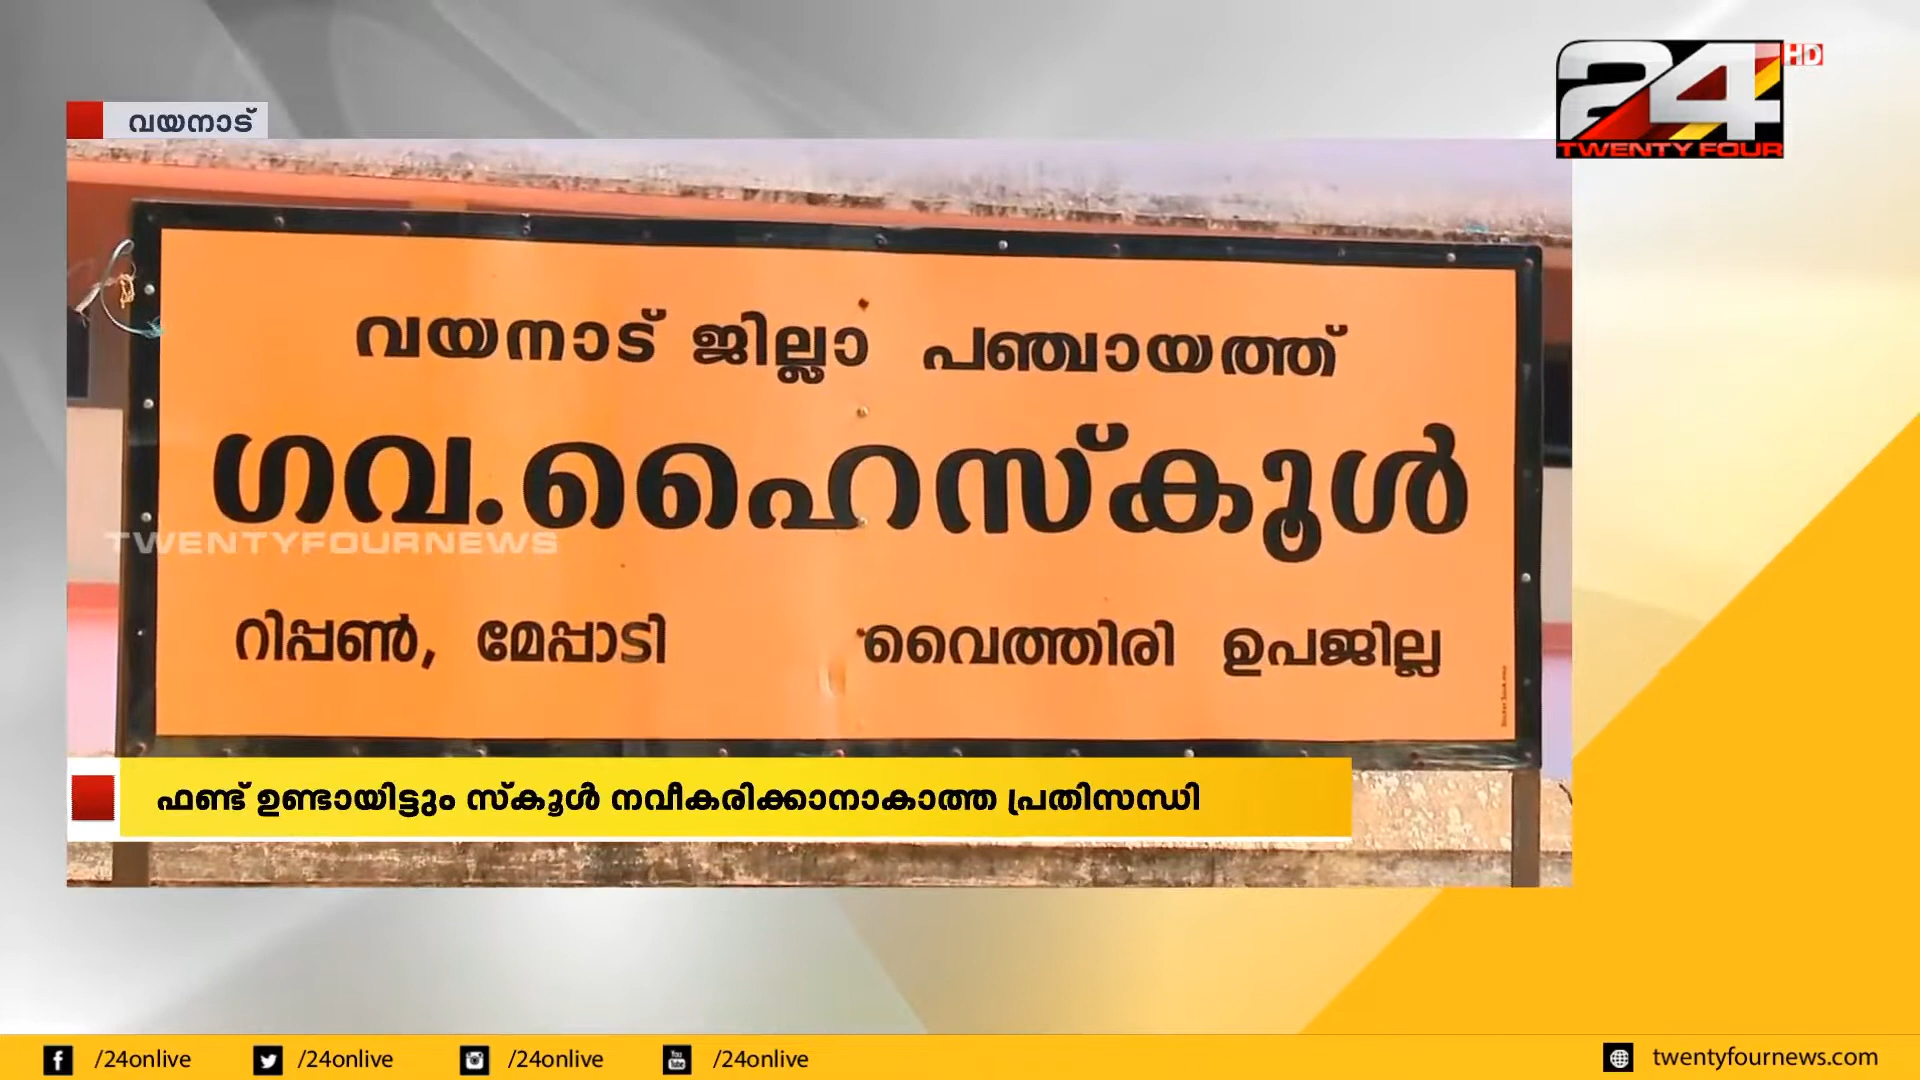 24 HD
TWENTY FOUR
വയനാട്
വയനാട് ജില്ലാ പഞ്ചായത്ത്
ഗവ.ഹൈസ്കൂൾ
TWENTYFOURNEWS
റിപ്പൺ, മേപ്പാടി വൈത്തിരി ഉപജില്ല
ഫണ്ട് ഉണ്ടായിട്ടും സ്കൂൾ നവീകരിക്കാനാകാത്ത പ്രതിസന്ധി
/24onlive /24onlive /24onlive /24onlive twentyfournews.com